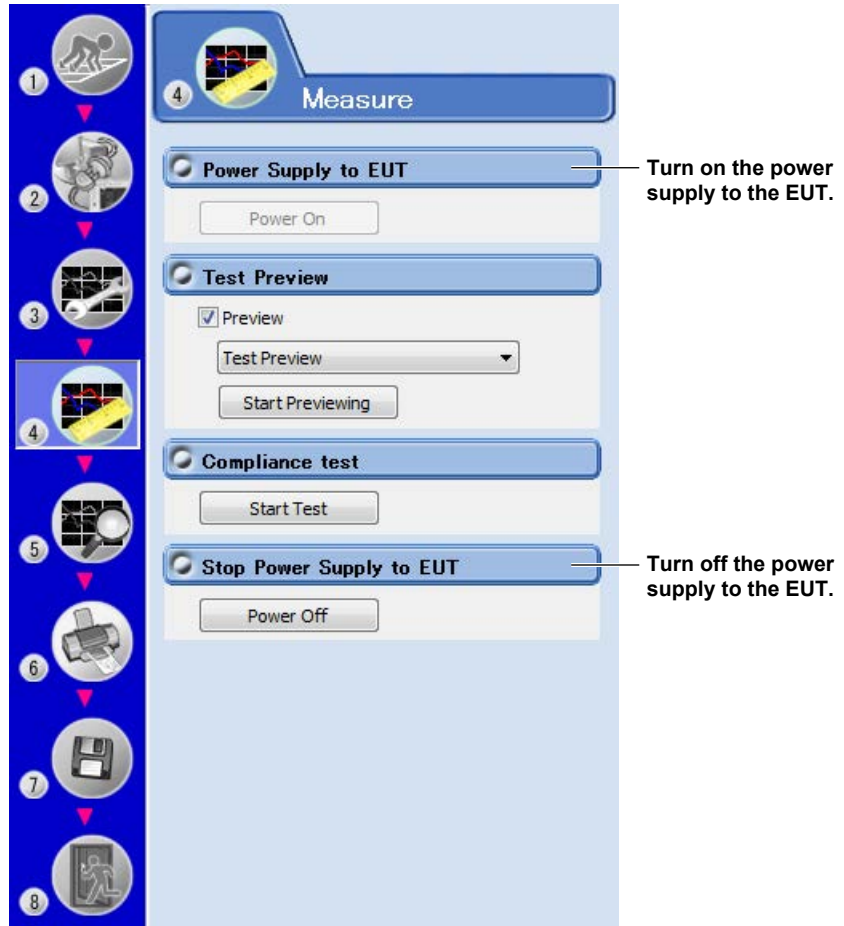 1
2
3
4
5
6
7
8
4 Measure
Power Supply to EUT
Power On
Test Preview
Preview
Test Preview
Start Previewing
Compliance test
Start Test
Stop Power Supply to EUT
Power Off
Turn on the power
supply to the EUT.
Turn off the power
supply to the EUT.